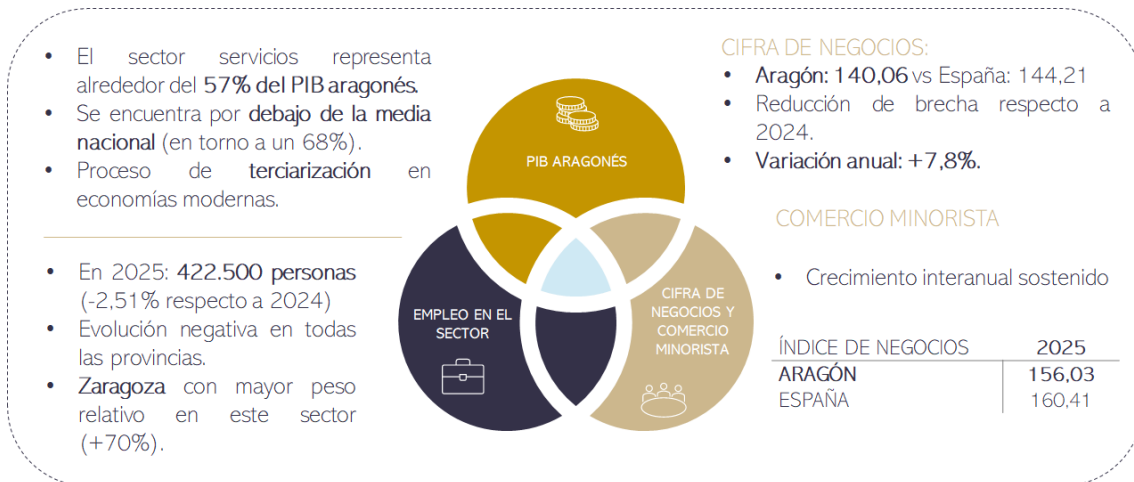 • El sector servicios representa
alrededor del 57% del PIB aragonés.
• Se encuentra por debajo de la media
nacional (en torno a un 68%).
• Proceso de terciarización en
economías modernas.
• En 2025: 422.500 personas
(-2,51% respecto a 2024)
• Evolución negativa en todas
las provincias.
• Zaragoza con mayor peso
relativo en este sector
(+70%).
PIB ARAGONÉS
EMPLEO EN EL
SECTOR
CIFRA DE
NEGOCIOS Y
COMERCIO
MINORISTA
CIFRA DE NEGOCIOS:
• Aragón: 140,06 vs España: 144,21
• Reducción de brecha respecto a
2024.
• Variación anual: +7,8%.
COMERCIO MINORISTA
• Crecimiento interanual sostenido
ÍNDICE DE NEGOCIOS 2025
ARAGÓN 156,03
ESPAÑA 160,41